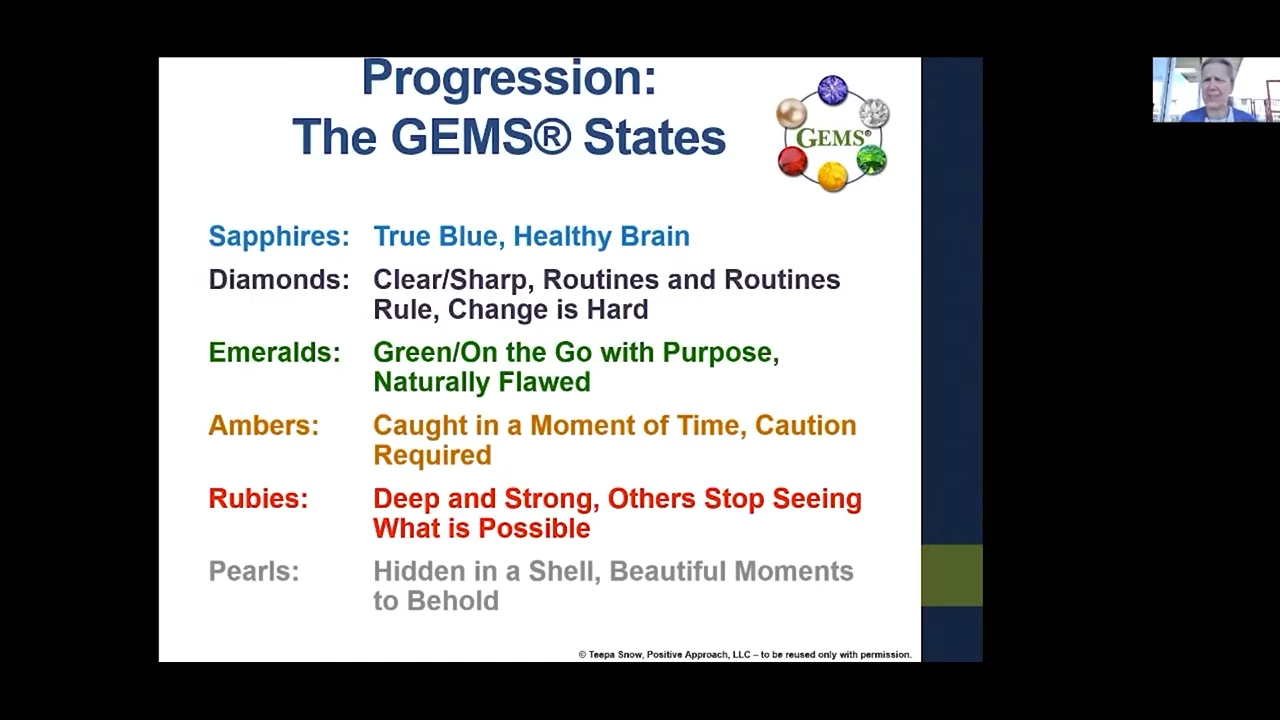 Progression:
The GEMS® States
GEMS®
Sapphires: True Blue, Healthy Brain
Diamonds: Clear/Sharp, Routines and Routines
Rule, Change is Hard
Emeralds: Green/On the Go with Purpose,
Naturally Flawed
Ambers: Caught in a Moment of Time, Caution
Required
Rubies: Deep and Strong, Others Stop Seeing
What is Possible
Pearls: Hidden in a Shell, Beautiful Moments
to Behold
© Teepa Snow, Positive Approach, LLC – to be reused only with permission.